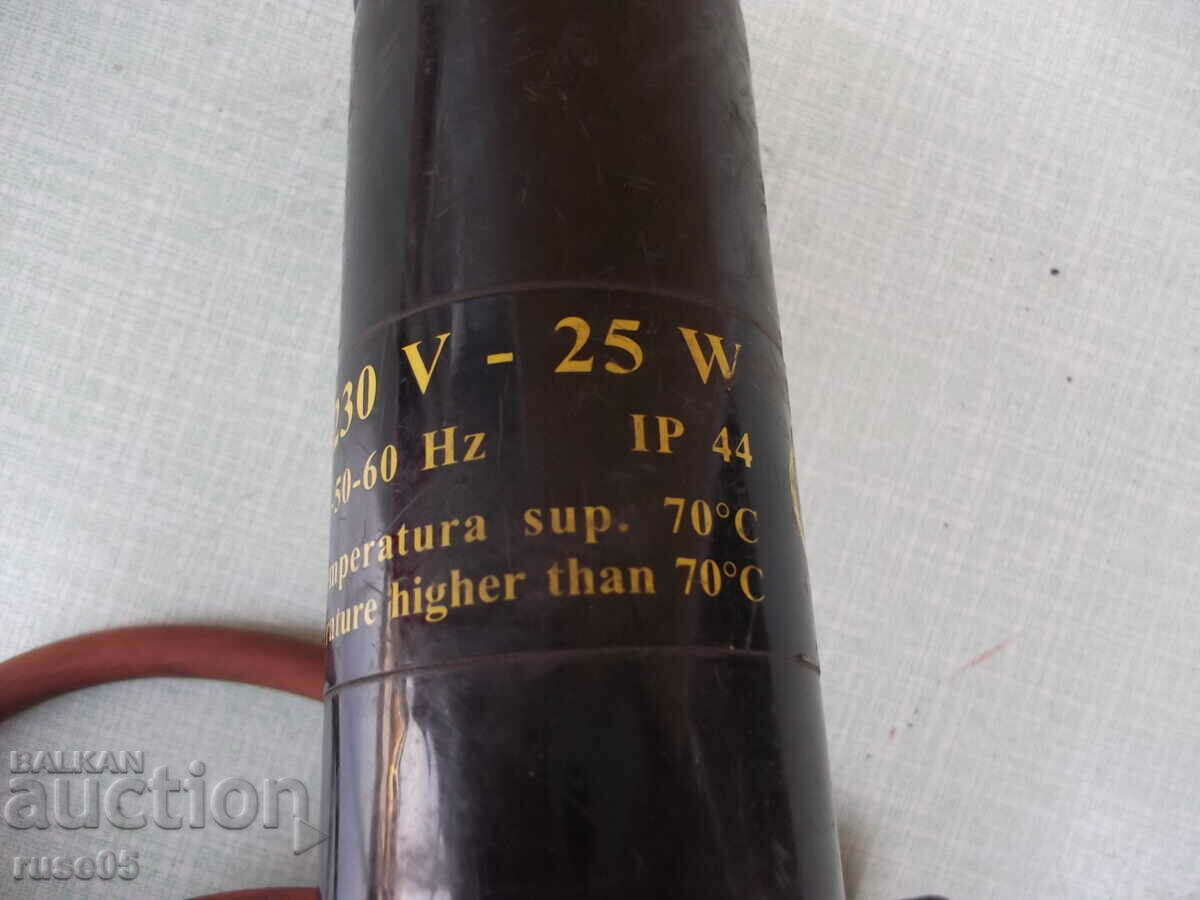 230 V - 25 W
50-60 Hz IP 44
mperatura sup. 70°C
rature higher than 70°C
BALKAN
auction
ruse05